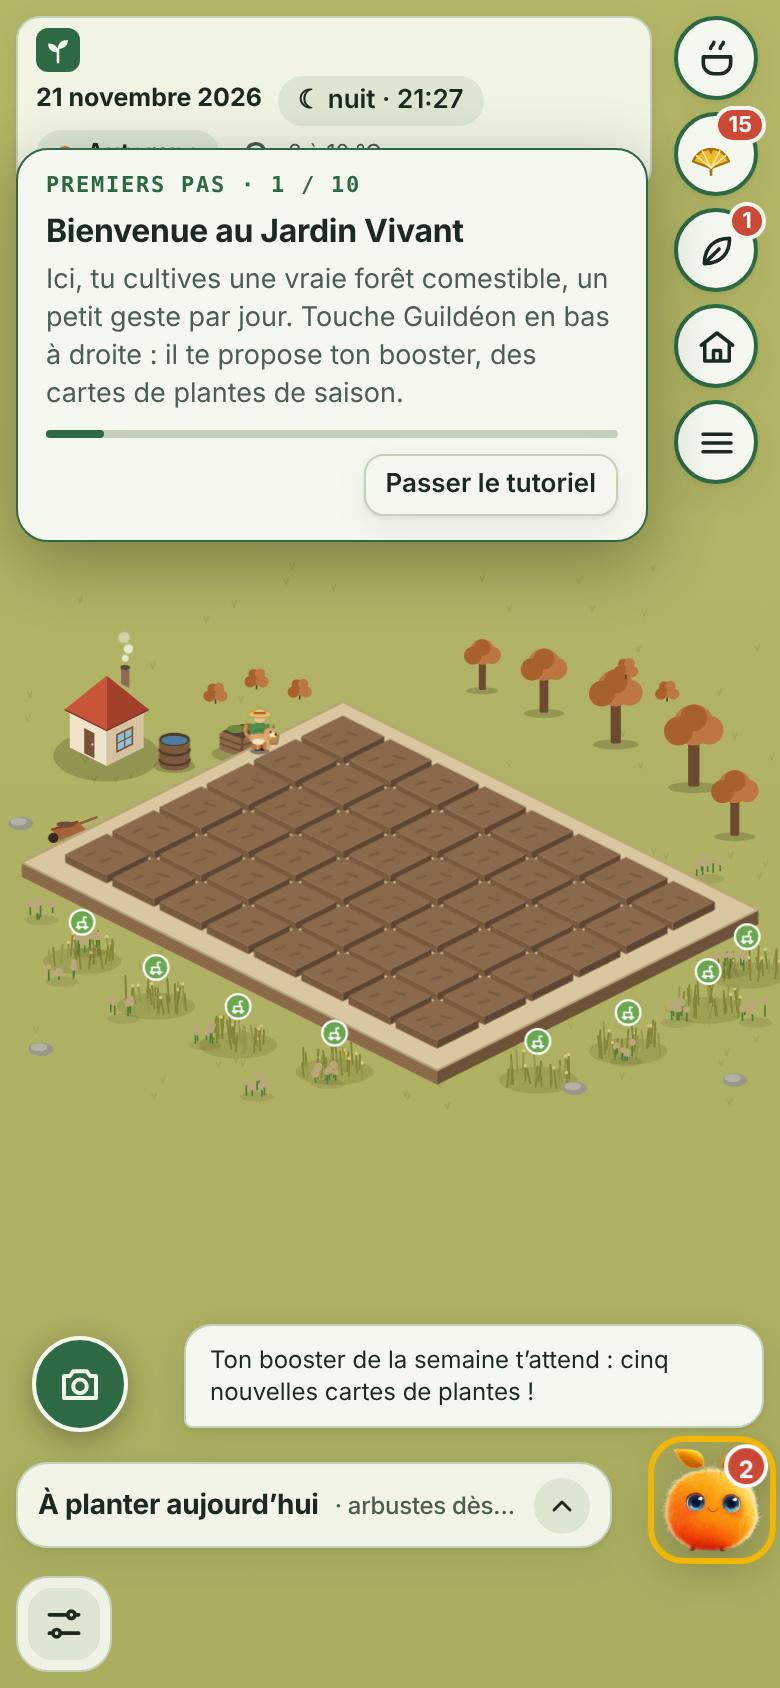 21 novembre 2026
nuit · 21:27
15
PREMIERS PAS · 1 / 10
Bienvenue au Jardin Vivant
Ici, tu cultives une vraie forêt comestible, un
petit geste par jour. Touche Guildéon en bas
à droite : il te propose ton booster, des
cartes de plantes de saison.
1
Passer le tutoriel
Ton booster de la semaine t’attend : cinq
nouvelles cartes de plantes !
À planter aujourd’hui · arbustes dès…
2